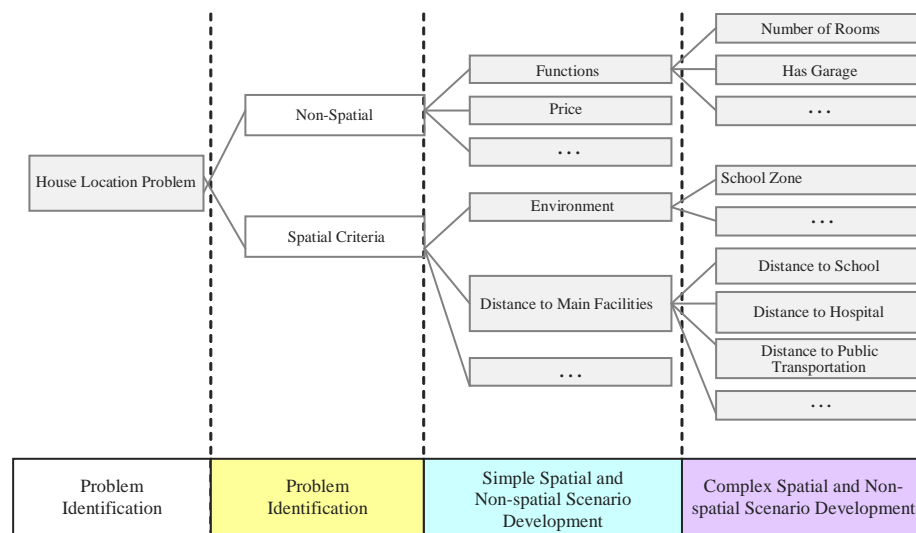 Number of Rooms
Functions
Has Garage
Non-Spatial
Price
...
...
House Location Problem
School Zone
Environment
...
Spatial Criteria
Distance to School
Distance to Main Facilities
Distance to Hospital
Distance to Public
Transportation
...
...
Problem
Identification
Problem
Identification
Simple Spatial and
Non-spatial Scenario
Development
Complex Spatial and Non-
spatial Scenario Development